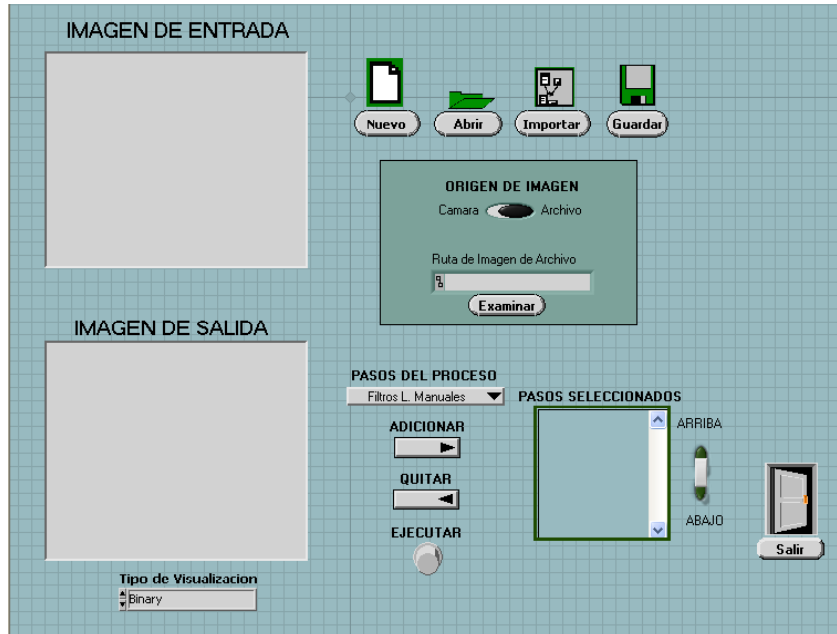 IMAGEN DE ENTRADA
Nuevo
Abrir
Importar
Guardar
ORIGEN DE IMAGEN
Camara
Archivo
Ruta de Imagen de Archivo
Examinar
IMAGEN DE SALIDA
PASOS DEL PROCESO
Filtros L. Manuales
PASOS SELECCIONADOS
ADICIONAR
ARRIBA
QUITAR
ABAJO
EJECUTAR
Salir
Tipo de Visualizacion
Binary